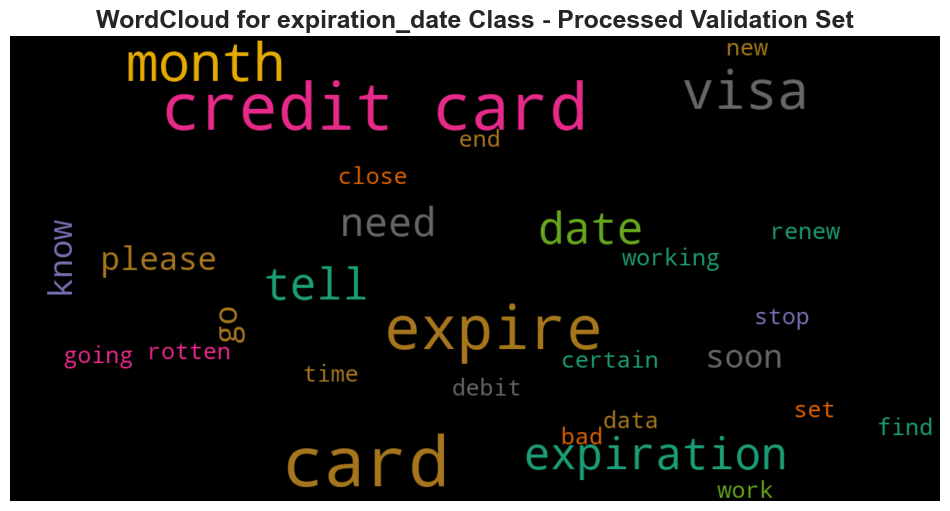 WordCloud for expiration_date Class - Processed Validation Set
new
month
visa
credit card
end
close
need
date
know
renew
please
working
tell
go
stop
expire
going
rotten
certain
soon
time
debit
set
data
bad
find
card
expiration
work